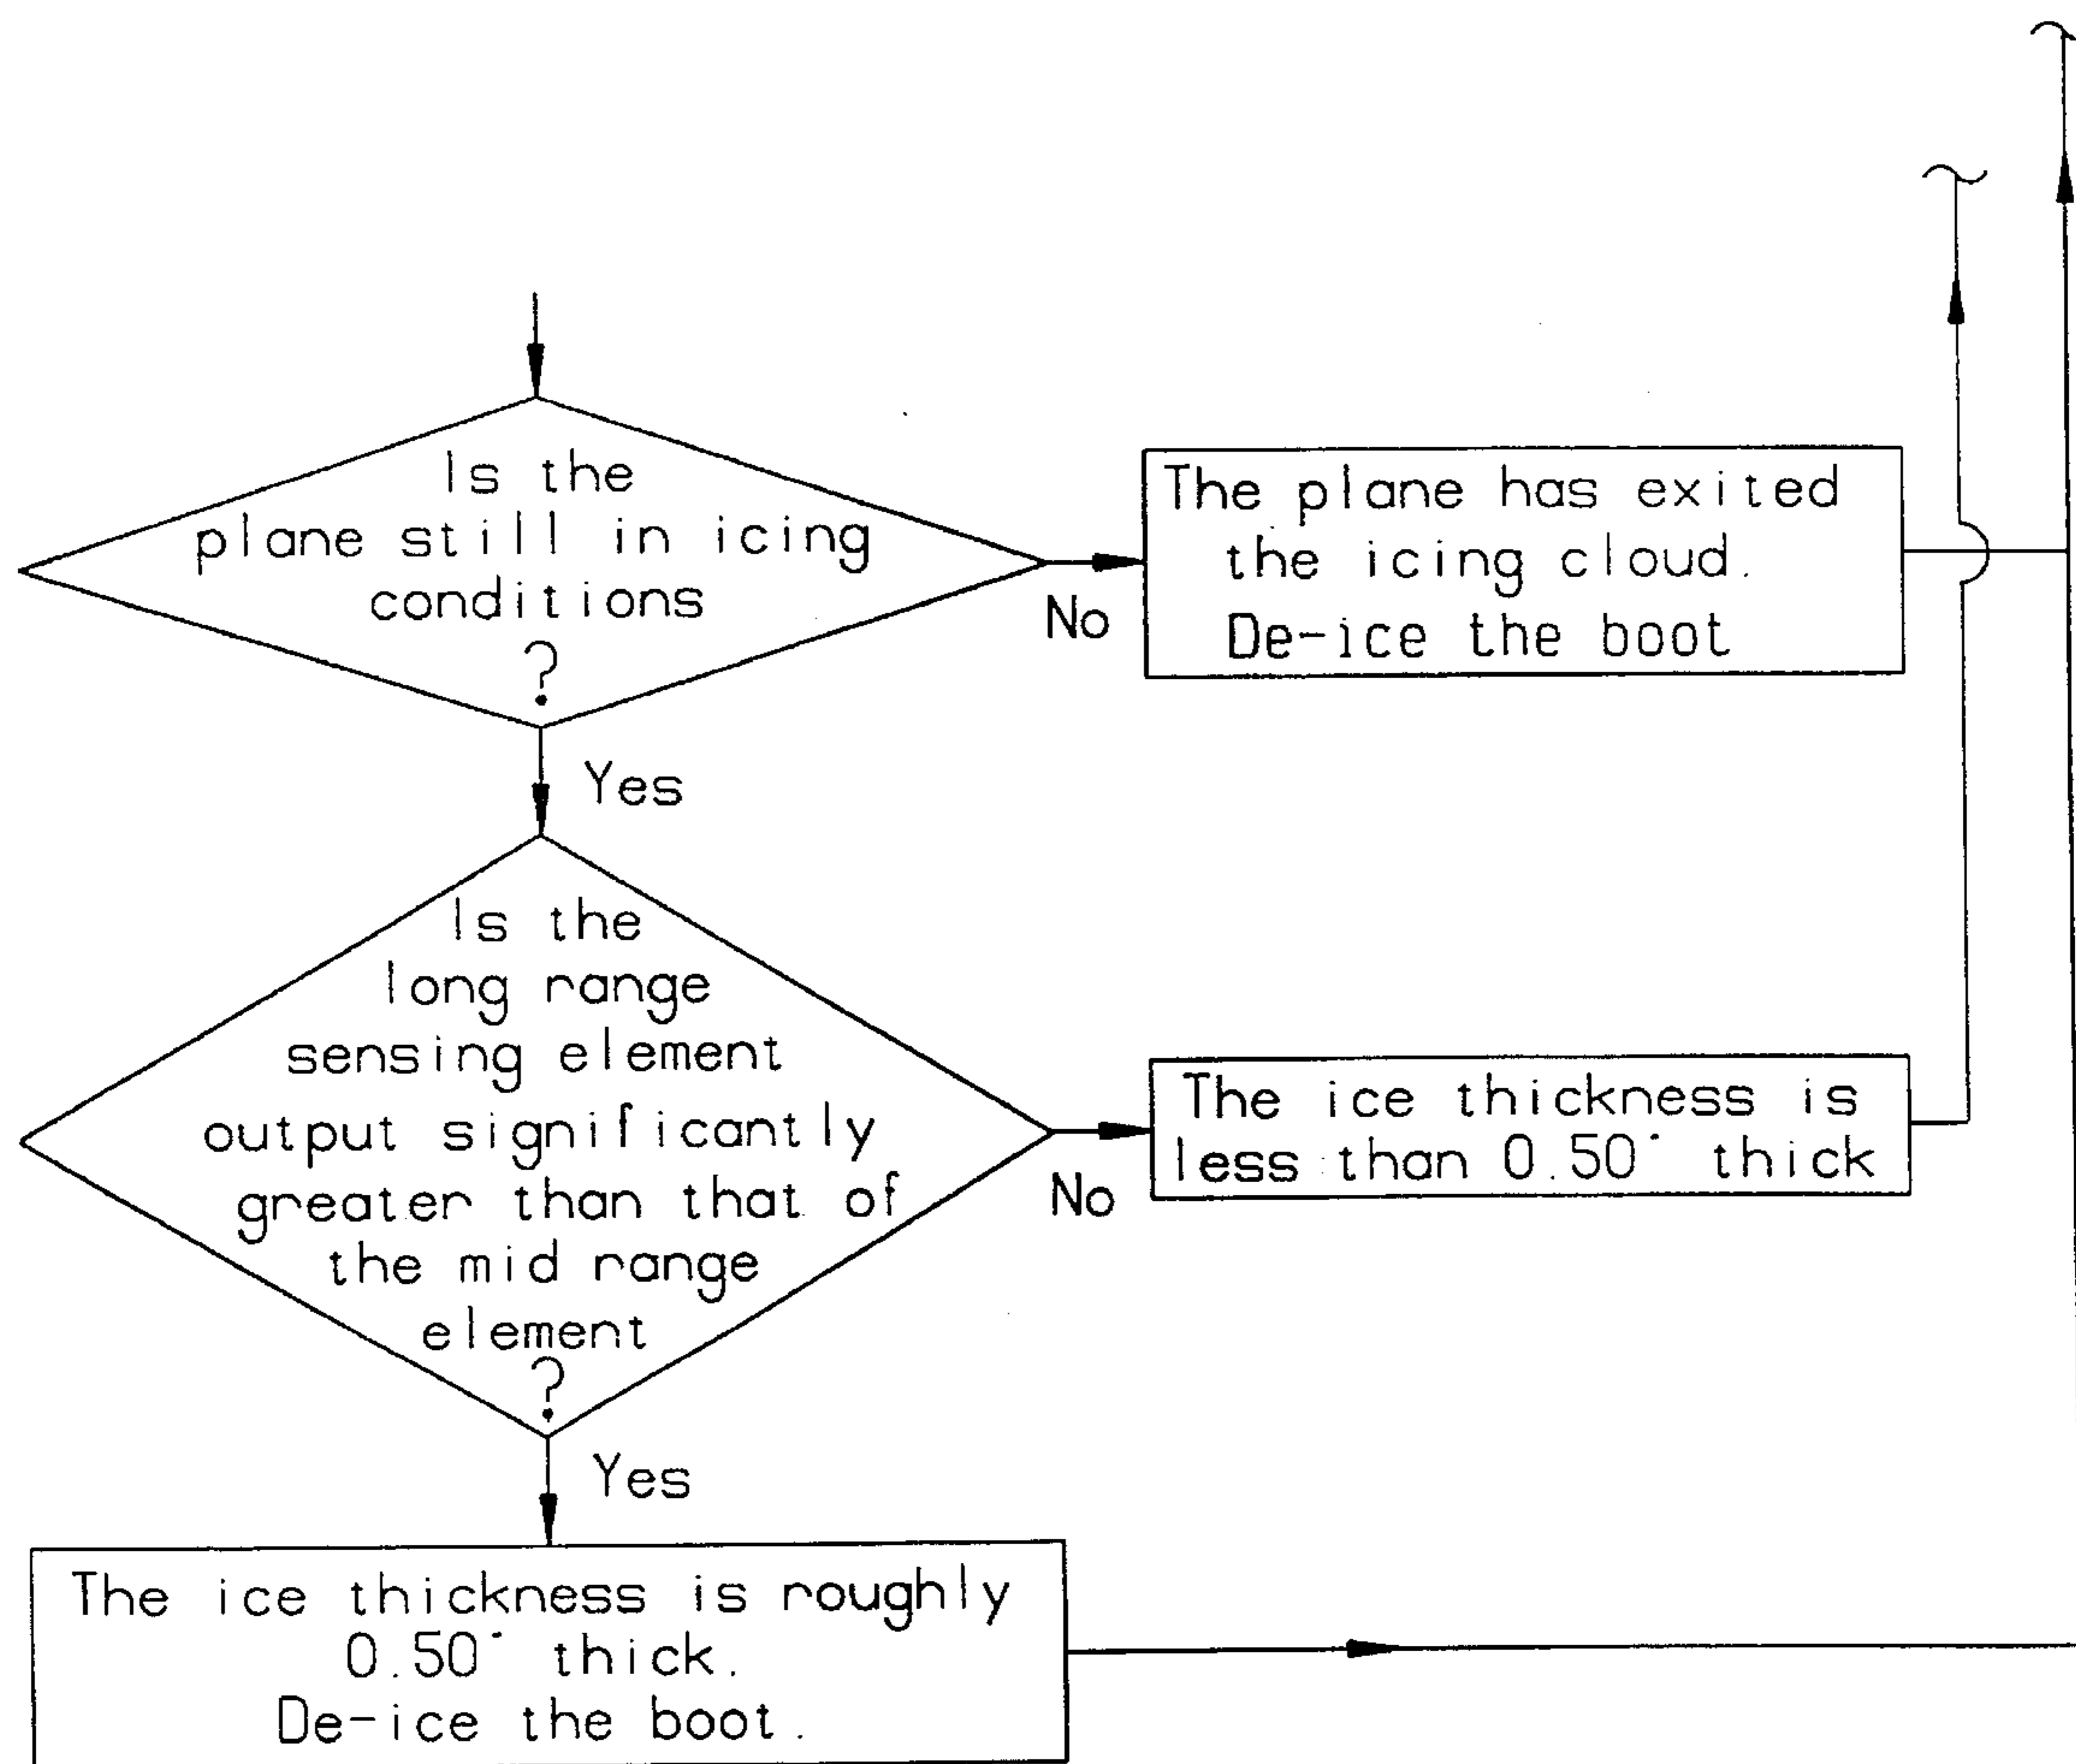 Is the
plane still in icing
conditions
?
No
The plane has exited
the icing cloud.
De-ice the boot
Yes
Is the
long range
sensing element
output significantly
greater than that of
the mid range
element
?
No
The ice thickness is
less than 0.50" thick
Yes
The ice thickness is roughly
0.50" thick.
De-ice the boot.